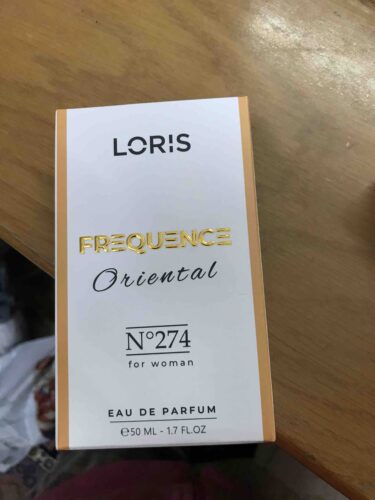 LORIS
FREQUENCE
Oriental
N°274
for woman
EAU DE PARFUM
℮50 ML - 1.7 FL.OZ